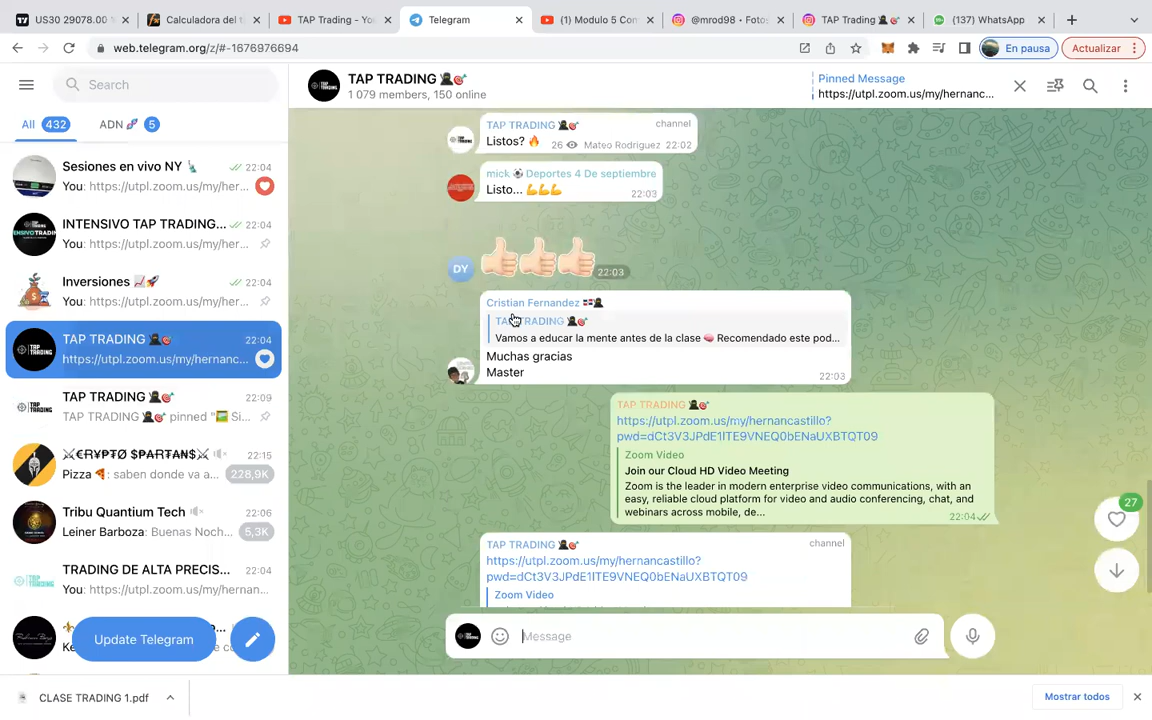 US30 29078.00
Calculadora del t
TAP Trading - Yo
Telegram
(1) Modulo 5 Con
@mrod98 • Fotos
TAP Trading
(137) WhatsApp
web.telegram.org/z/#-1676976694
En pausa
Actualizar
Search
TAP TRADING 🥷🎯
1 079 members, 150 online
Pinned Message
https://utpl.zoom.us/my/hernanc...
All 432
ADN 🧬 5
Sesiones en vivo NY 🗽 22:04
You: https://utpl.zoom.us/my/her...
INTENSIVO TAP TRADING... 22:04
You: https://utpl.zoom.us/my/her...
Inversiones 📈🚀 22:04
You: https://utpl.zoom.us/my/her...
TAP TRADING 🥷🎯 22:04
https://utpl.zoom.us/my/hernanc...
TAP TRADING 🥷🎯 22:09
TAP TRADING 🥷🎯 pinned "🖼 Si...
⚔€RɎ₱₮Ø $₱₳R₮₳N$⚔ 22:15
Pizza 🍕: saben donde va a... 228,9K
Tribu Quantium Tech 22:06
Leiner Barboza: Buenas Noch... 5,3K
TRADING DE ALTA PRECIS... 22:04
You: https://utpl.zoom.us/my/hernan...
Update Telegram
TAP TRADING 🥷🎯 channel
Listos? 🔥 26 Mateo Rodriguez 22:02
mick ⚽ Deportes 4 De septiembre
Listo... 💪💪💪 22:03
DY
👍🏻👍🏻👍🏻 22:03
Cristian Fernandez 🇩🇴🥷
TAP TRADING 🥷🎯
Vamos a educar la mente antes de la clase 🧠 Recomendado este pod...
Muchas gracias
Master
22:03
TAP TRADING 🥷🎯
https://utpl.zoom.us/my/hernancastillo?
pwd=dCt3V3JPdE1lTE9VNEQ0bENaUXBTQT09
Zoom Video
Join our Cloud HD Video Meeting
Zoom is the leader in modern enterprise video communications, with an
easy, reliable cloud platform for video and audio conferencing, chat, and
webinars across mobile, de...
22:04
TAP TRADING 🥷🎯 channel
https://utpl.zoom.us/my/hernancastillo?
pwd=dCt3V3JPdE1lTE9VNEQ0bENaUXBTQT09
Zoom Video
27
Message
CLASE TRADING 1.pdf
Mostrar todos